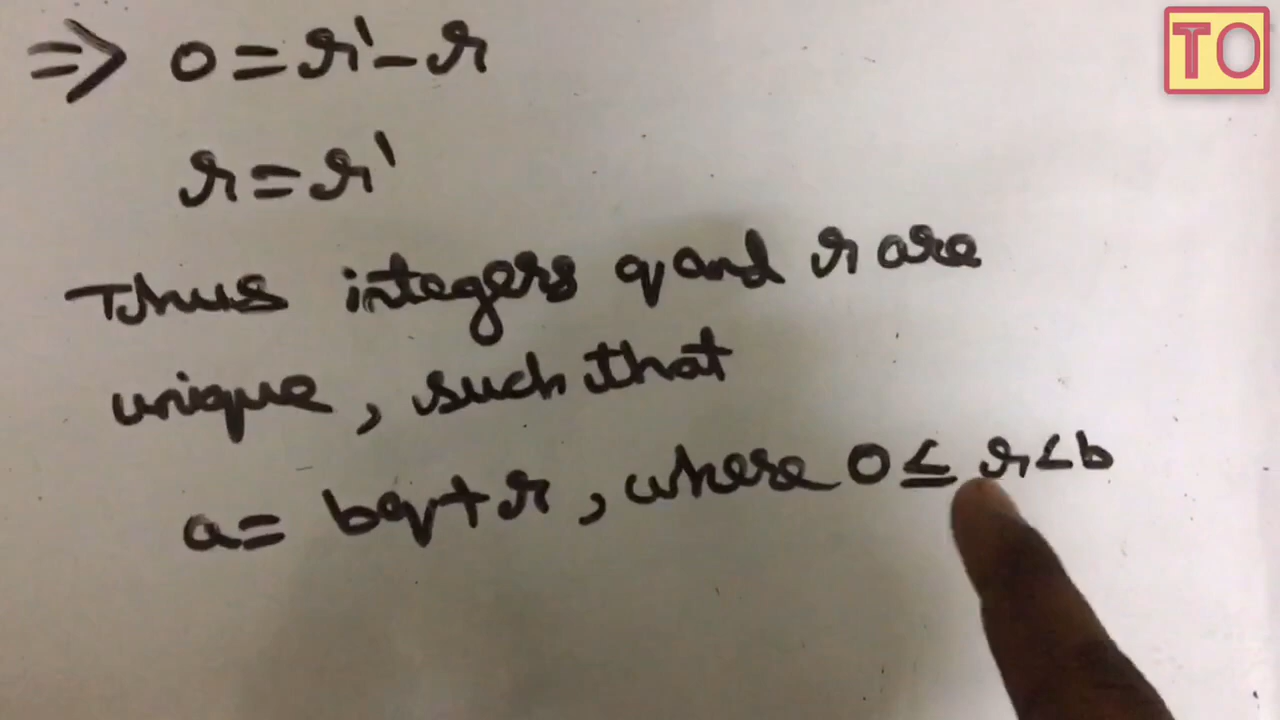 TO
⇒ 0 = r' - r
r = r'
Thus integers q and r are
unique, such that
a = bq + r, where 0 ≤ r < b